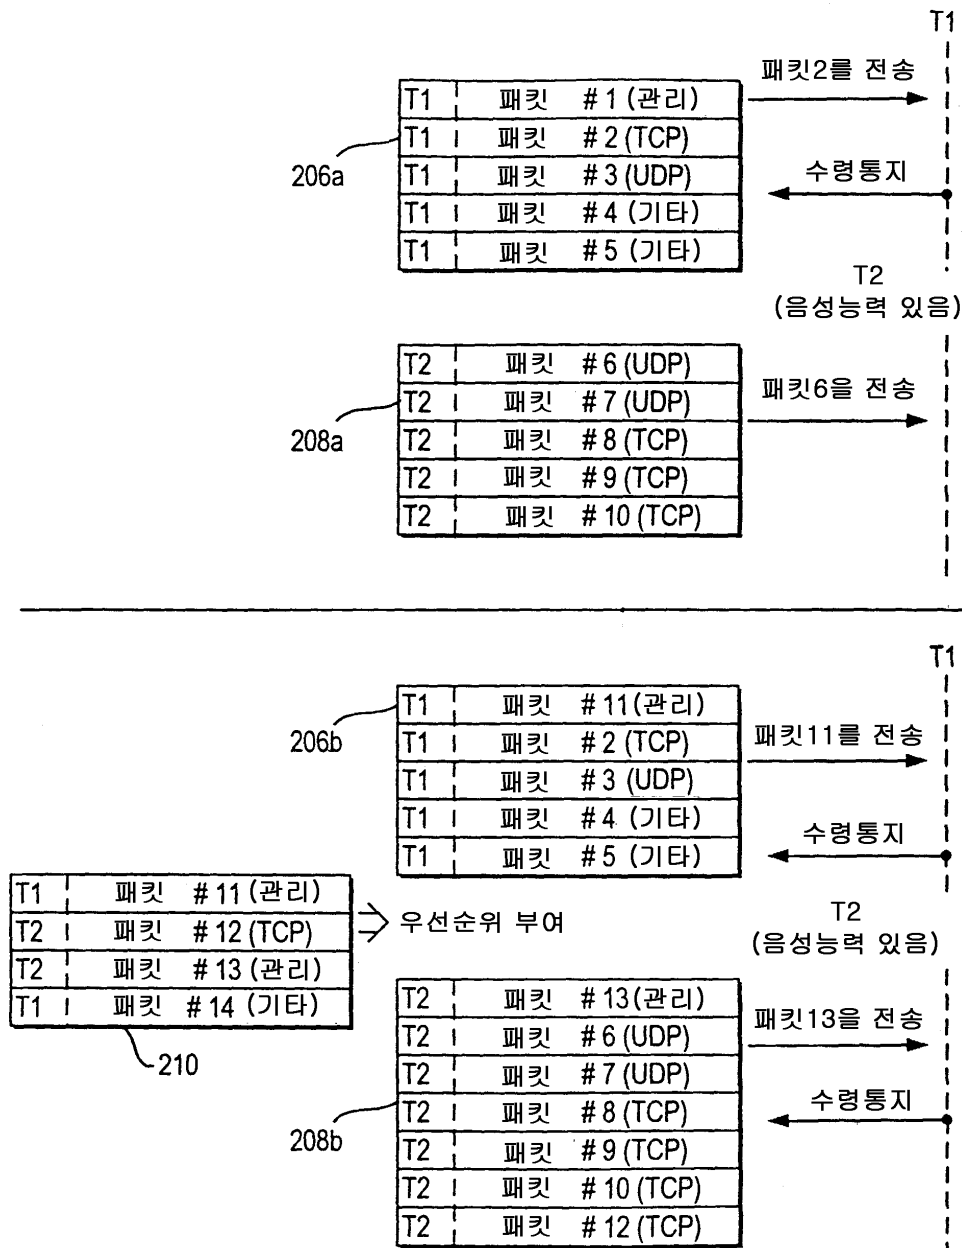 T1
패킷2를 전송
T1 패킷 #1 (관리)
T1 패킷 #2 (TCP)
T1 패킷 #3 (UDP)
T1 패킷 #4 (기타)
T1 패킷 #5 (기타)
206a
수령통지
T2
(음성능력 있음)
T2 패킷 #6 (UDP)
T2 패킷 #7 (UDP)
T2 패킷 #8 (TCP)
T2 패킷 #9 (TCP)
T2 패킷 #10 (TCP)
208a
패킷6을 전송
T1
T1 패킷 #11 (관리)
T1 패킷 #2 (TCP)
T1 패킷 #3 (UDP)
T1 패킷 #4 (기타)
T1 패킷 #5 (기타)
206b
패킷11를 전송
수령통지
T1 패킷 #11 (관리)
T2 패킷 #12 (TCP)
T2 패킷 #13 (관리)
T1 패킷 #14 (기타)
210
우선순위 부여
T2
(음성능력 있음)
T2 패킷 #13 (관리)
T2 패킷 #6 (UDP)
T2 패킷 #7 (UDP)
T2 패킷 #8 (TCP)
T2 패킷 #9 (TCP)
T2 패킷 #10 (TCP)
T2 패킷 #12 (TCP)
208b
패킷13을 전송
수령통지